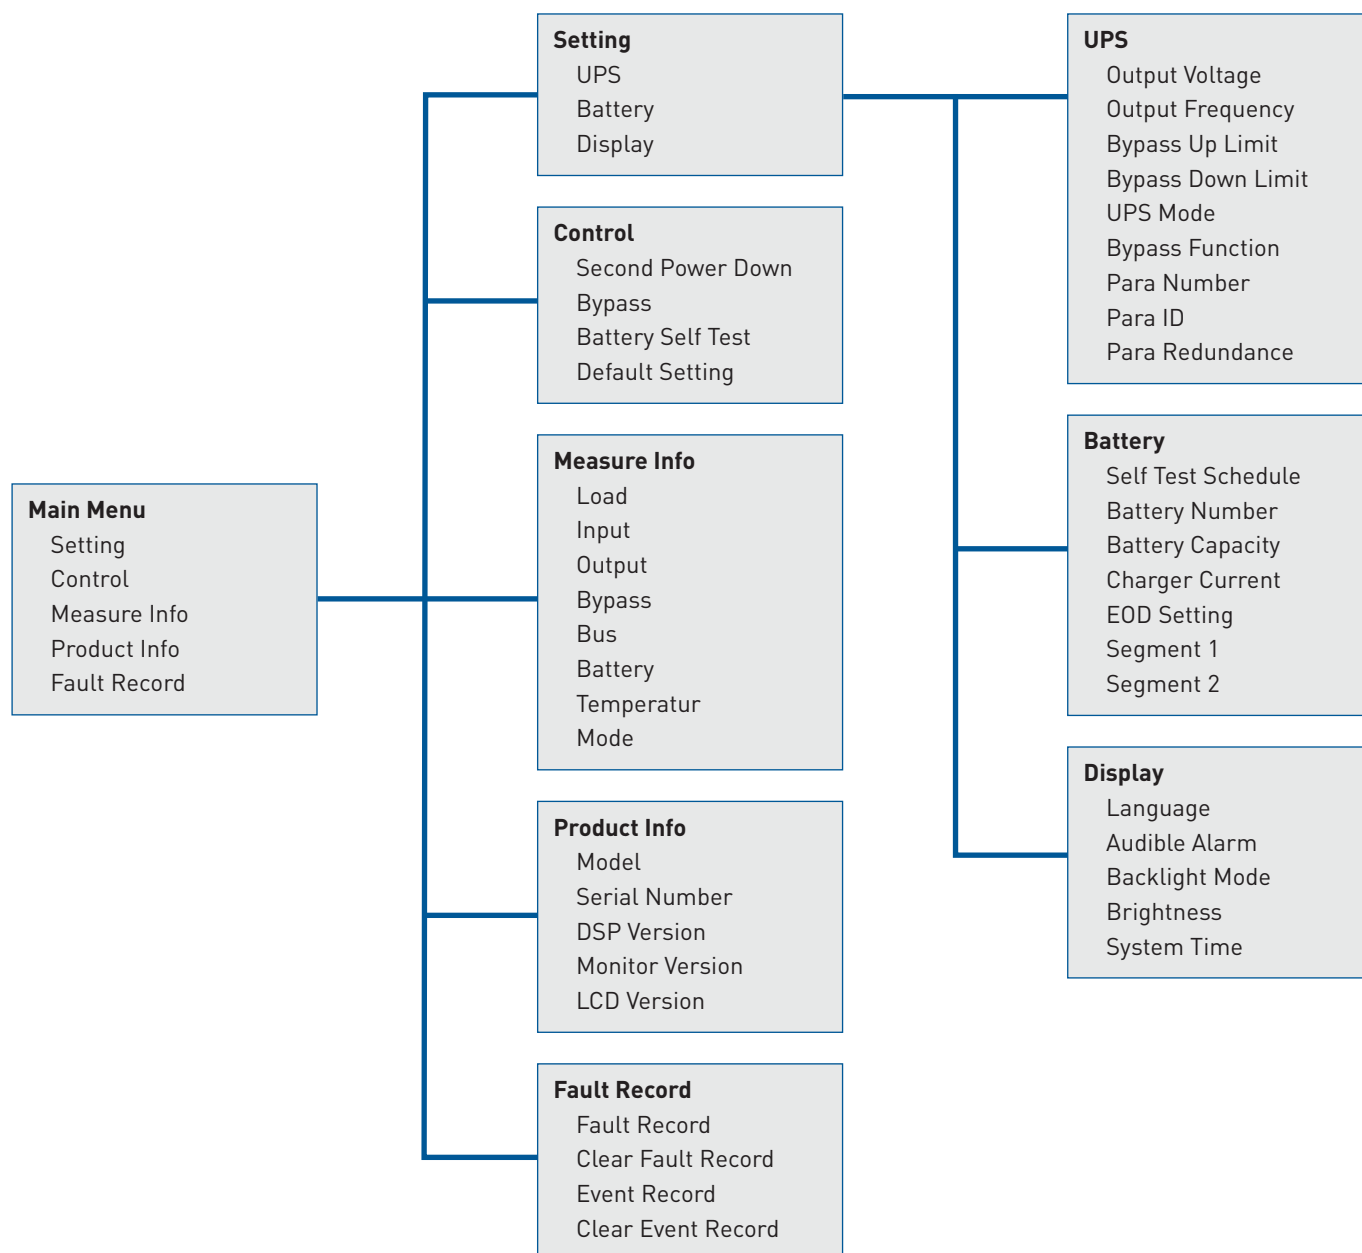 Main Menu
Setting
Control
Measure Info
Product Info
Fault Record
Setting
UPS
Battery
Display
Control
Second Power Down
Bypass
Battery Self Test
Default Setting
Measure Info
Load
Input
Output
Bypass
Bus
Battery
Temperatur
Mode
Product Info
Model
Serial Number
DSP Version
Monitor Version
LCD Version
Fault Record
Fault Record
Clear Fault Record
Event Record
Clear Event Record
UPS
Output Voltage
Output Frequency
Bypass Up Limit
Bypass Down Limit
UPS Mode
Bypass Function
Para Number
Para ID
Para Redundance
Battery
Self Test Schedule
Battery Number
Battery Capacity
Charger Current
EOD Setting
Segment 1
Segment 2
Display
Language
Audible Alarm
Backlight Mode
Brightness
System Time